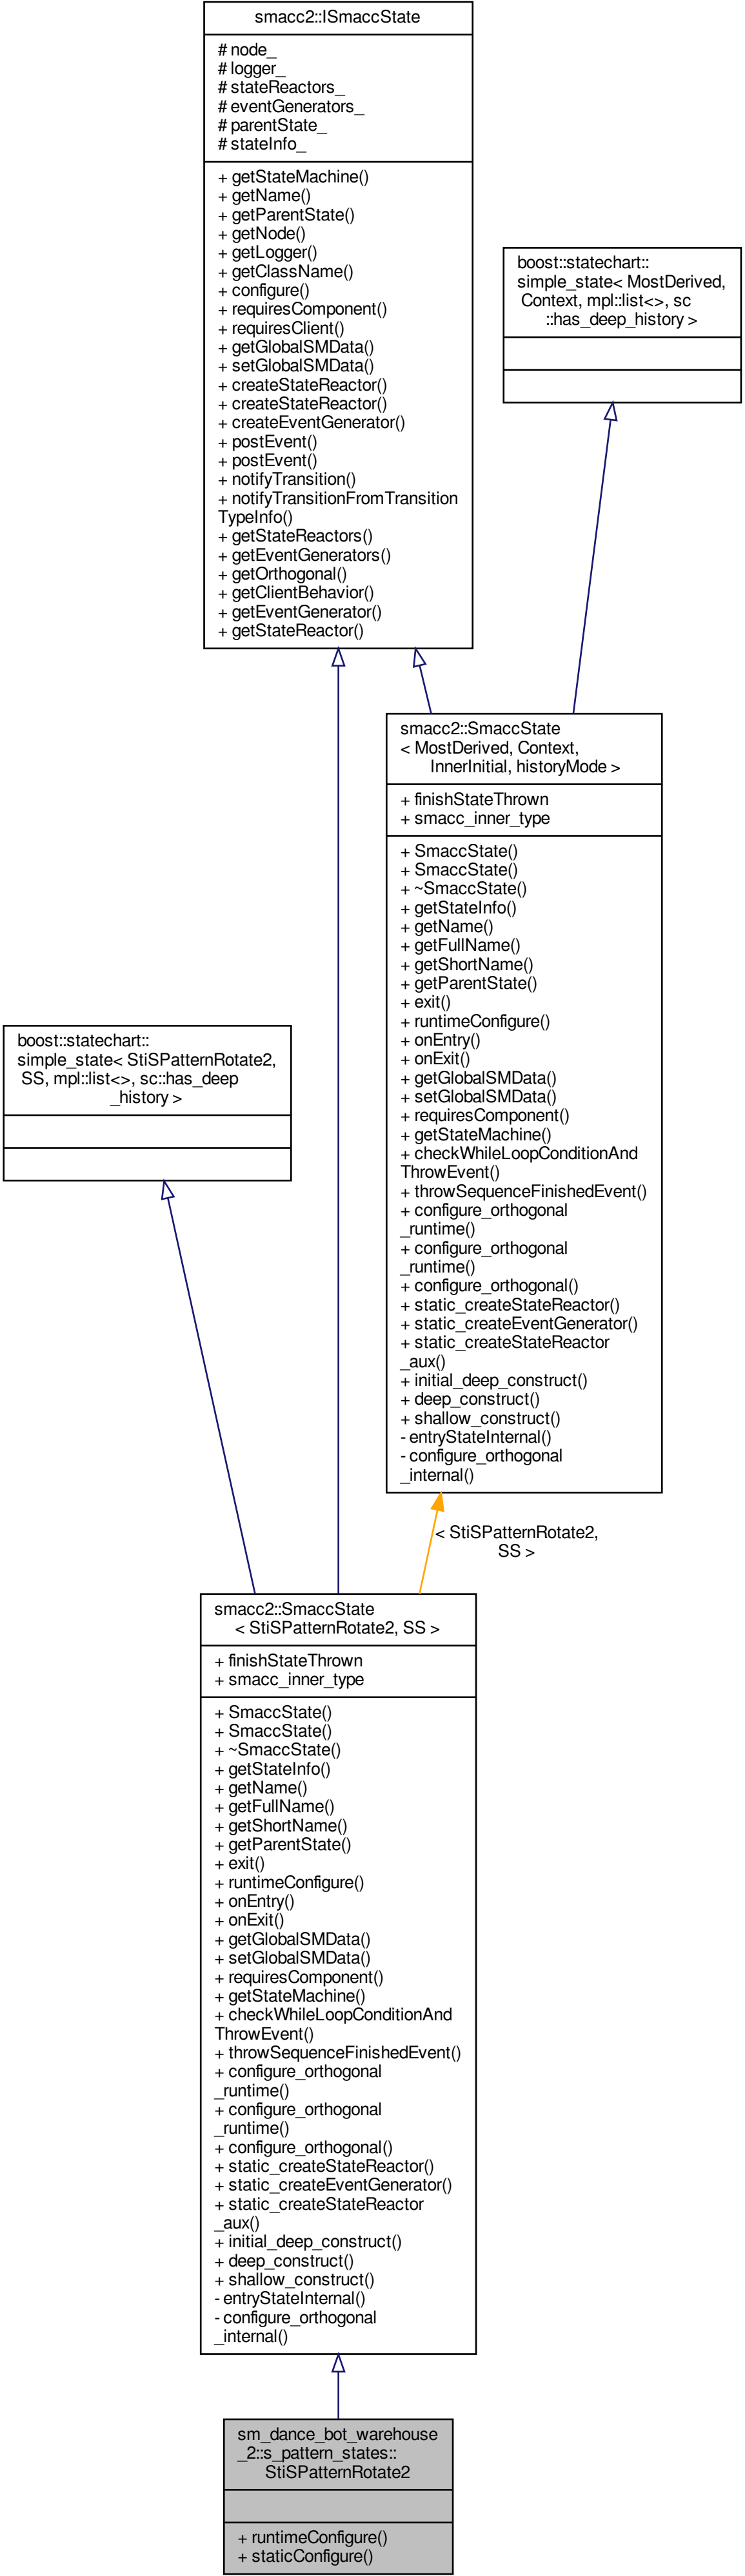 smacc2::ISmaccState
# node_
# logger_
# stateReactors_
# eventGenerators_
# parentState_
# stateInfo_
+ getStateMachine()
+ getName()
+ getParentState()
+ getNode()
+ getLogger()
+ getClassName()
+ configure()
+ requiresComponent()
+ requiresClient()
+ getGlobalSMData()
+ setGlobalSMData()
+ createStateReactor()
+ createStateReactor()
+ createEventGenerator()
+ postEvent()
+ postEvent()
+ notifyTransition()
+ notifyTransitionFromTransition
TypeInfo()
+ getStateReactors()
+ getEventGenerators()
+ getOrthogonal()
+ getClientBehavior()
+ getEventGenerator()
+ getStateReactor()
boost::statechart::
simple_state< MostDerived,
Context, mpl::list<>, sc
::has_deep_history >
smacc2::SmaccState
< MostDerived, Context,
InnerInitial, historyMode >
+ finishStateThrown
+ smacc_inner_type
+ SmaccState()
+ SmaccState()
+ ~SmaccState()
+ getStateInfo()
+ getName()
+ getFullName()
+ getShortName()
+ getParentState()
+ exit()
+ runtimeConfigure()
+ onEntry()
+ onExit()
+ getGlobalSMData()
+ setGlobalSMData()
+ requiresComponent()
+ getStateMachine()
+ checkWhileLoopConditionAnd
ThrowEvent()
+ throwSequenceFinishedEvent()
+ configure_orthogonal
_runtime()
+ configure_orthogonal
_runtime()
+ configure_orthogonal()
+ static_createStateReactor()
+ static_createEventGenerator()
+ static_createStateReactor
_aux()
+ initial_deep_construct()
+ deep_construct()
+ shallow_construct()
- entryStateInternal()
- configure_orthogonal
_internal()
boost::statechart::
simple_state< StiSPatternRotate2,
SS, mpl::list<>, sc::has_deep
_history >
< StiSPatternRotate2,
SS >
smacc2::SmaccState
< StiSPatternRotate2, SS >
+ finishStateThrown
+ smacc_inner_type
+ SmaccState()
+ SmaccState()
+ ~SmaccState()
+ getStateInfo()
+ getName()
+ getFullName()
+ getShortName()
+ getParentState()
+ exit()
+ runtimeConfigure()
+ onEntry()
+ onExit()
+ getGlobalSMData()
+ setGlobalSMData()
+ requiresComponent()
+ getStateMachine()
+ checkWhileLoopConditionAnd
ThrowEvent()
+ throwSequenceFinishedEvent()
+ configure_orthogonal
_runtime()
+ configure_orthogonal
_runtime()
+ configure_orthogonal()
+ static_createStateReactor()
+ static_createEventGenerator()
+ static_createStateReactor
_aux()
+ initial_deep_construct()
+ deep_construct()
+ shallow_construct()
- entryStateInternal()
- configure_orthogonal
_internal()
sm_dance_bot_warehouse
_2::s_pattern_states::
StiSPatternRotate2
+ runtimeConfigure()
+ staticConfigure()